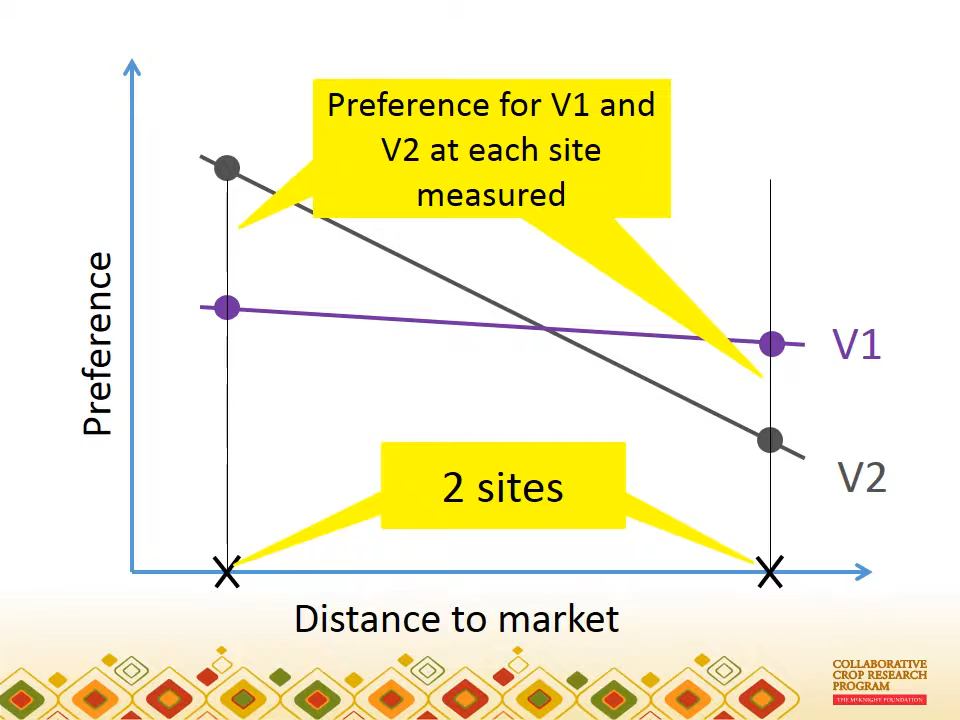 Preference for V1 and
V2 at each site
measured
Preference
V1
V2
2 sites
Distance to market
COLLABORATIVE
CROP RESEARCH
PROGRAM
THE McKNIGHT FOUNDATION